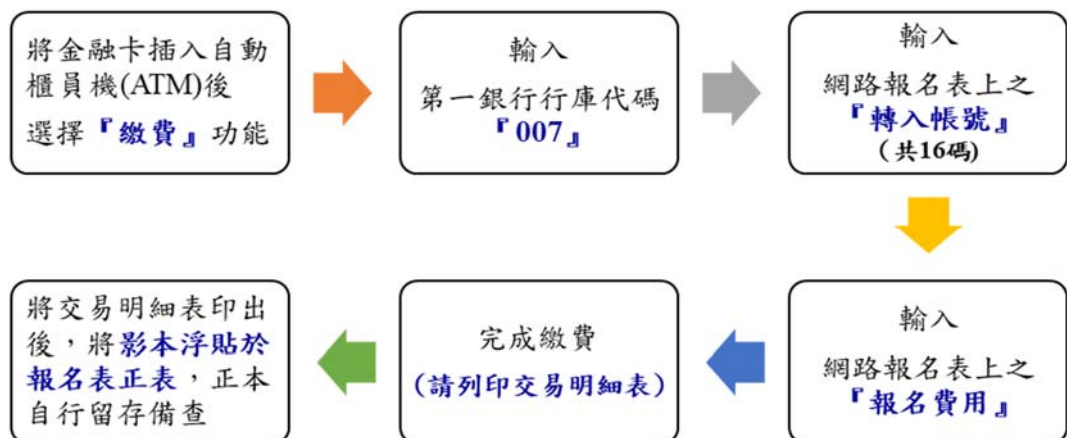 將金融卡插入自動
櫃員機(ATM)後
選擇『繳費』功能
輸入
第一銀行行庫代碼
『007』
輸入
網路報名表上之
『轉入帳號』
(共16碼)
輸入
網路報名表上之
『報名費用』
完成繳費
(請列印交易明細表)
將交易明細表印出
後，將影本浮貼於
報名表正表，正本
自行留存備查